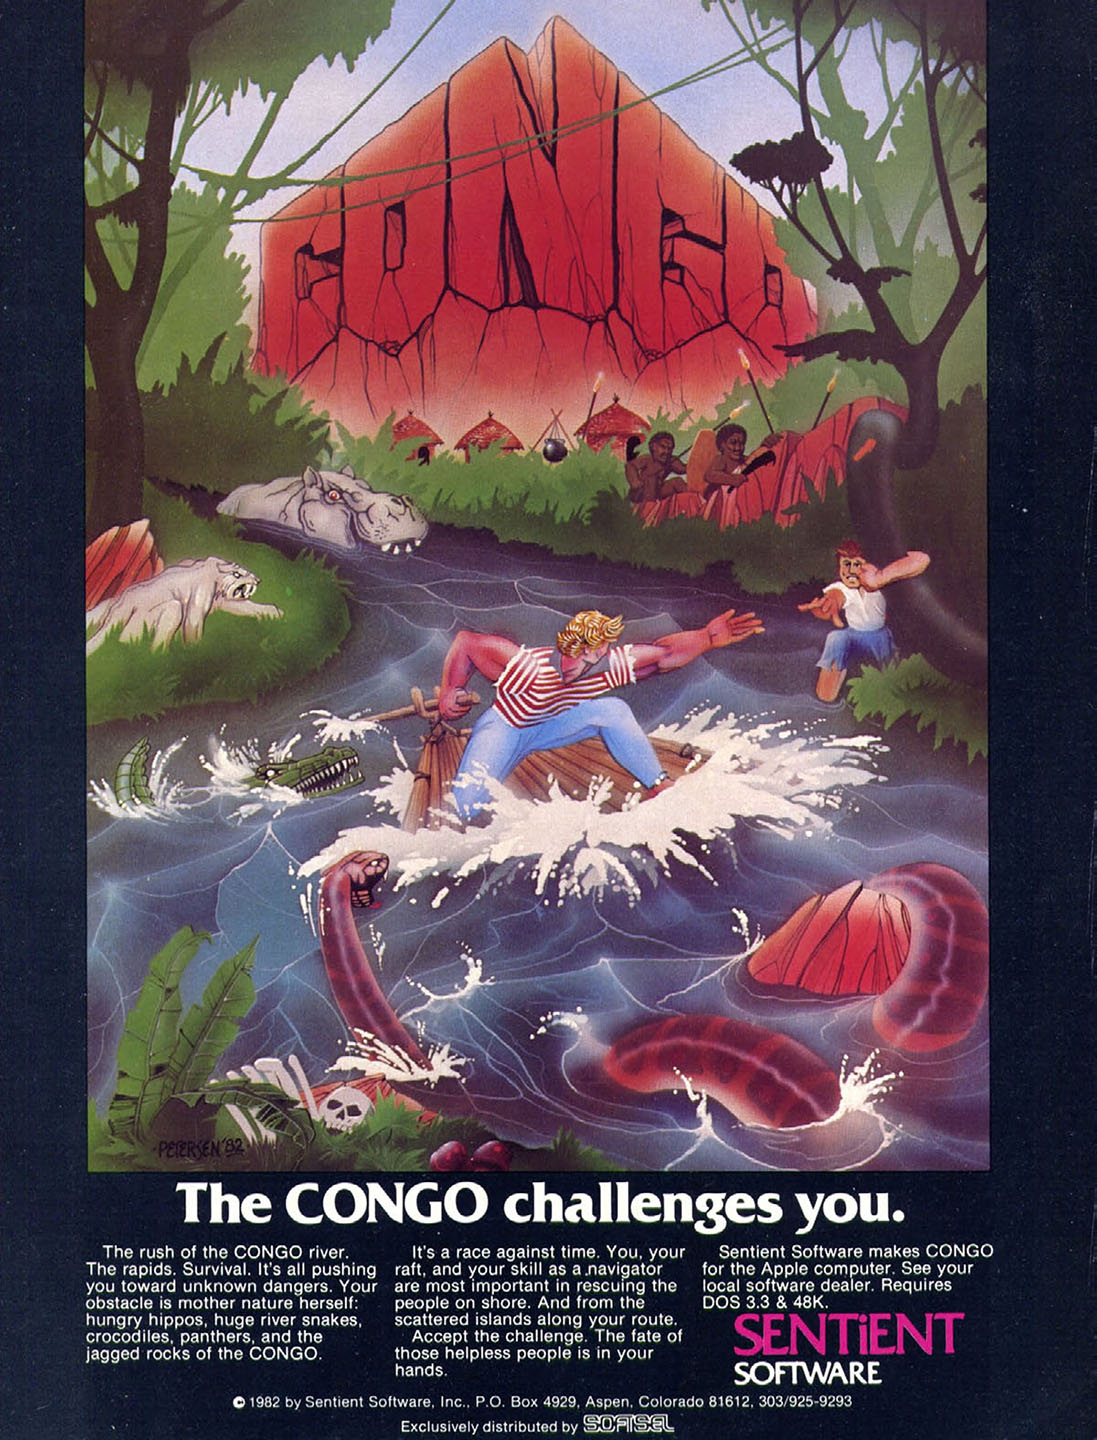 CONGO
PETERSEN '82
The CONGO challenges you.
The rush of the CONGO river.
The rapids. Survival. It's all pushing
you toward unknown dangers. Your
obstacle is mother nature herself:
hungry hippos, huge river snakes,
crocodiles, panthers, and the
jagged rocks of the CONGO.
It's a race against time. You, your
raft, and your skill as a navigator
are most important in rescuing the
people on shore. And from the
scattered islands along your route.
Accept the challenge. The fate of
those helpless people is in your
hands.
Sentient Software makes CONGO
for the Apple computer. See your
local software dealer. Requires
DOS 3.3 & 48K.
SENTiENT
SOFTWARE
© 1982 by Sentient Software, Inc., P.O. Box 4929, Aspen, Colorado 81612, 303/925-9293
Exclusively distributed by SOFTSEL